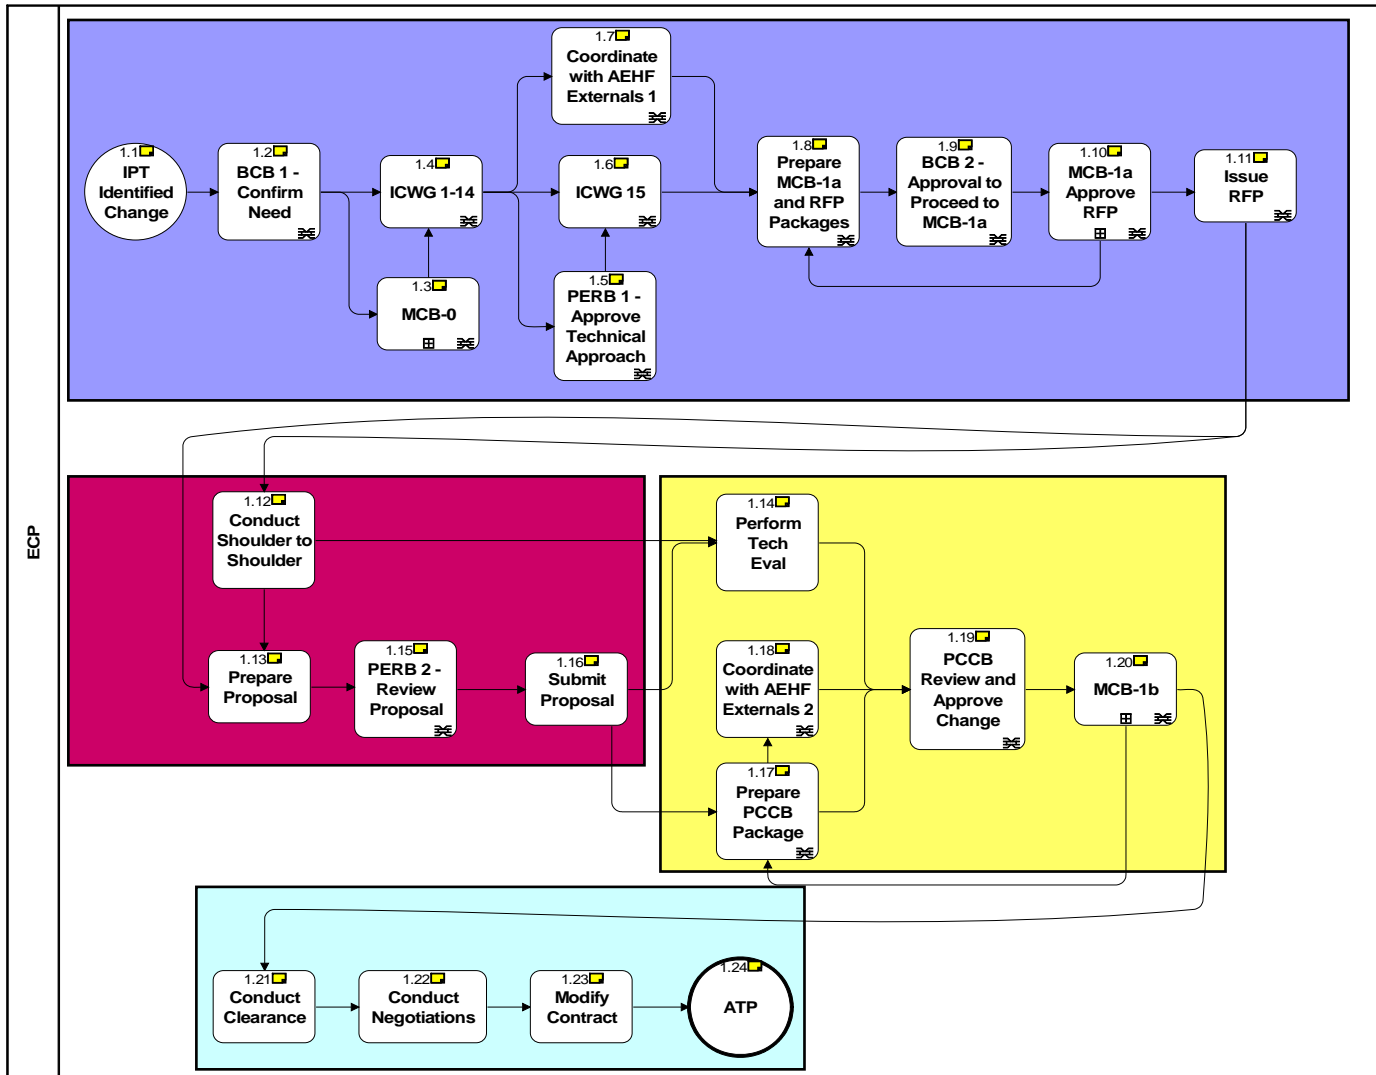 ECP
1.1
IPT
Identified
Change
1.2
BCB 1 -
Confirm
Need
1.3
MCB-0
1.4
ICWG 1-14
1.7
Coordinate
with AEHF
Externals 1
1.6
ICWG 15
1.5
PERB 1 -
Approve
Technical
Approach
1.8
Prepare
MCB-1a
and RFP
Packages
1.9
BCB 2 -
Approval to
Proceed to
MCB-1a
1.10
MCB-1a
Approve
RFP
1.11
Issue
RFP
1.12
Conduct
Shoulder to
Shoulder
1.13
Prepare
Proposal
1.15
PERB 2 -
Review
Proposal
1.16
Submit
Proposal
1.14
Perform
Tech
Eval
1.18
Coordinate
with AEHF
Externals 2
1.17
Prepare
PCCB
Package
1.19
PCCB
Review and
Approve
Change
1.20
MCB-1b
1.21
Conduct
Clearance
1.22
Conduct
Negotiations
1.23
Modify
Contract
1.24
ATP